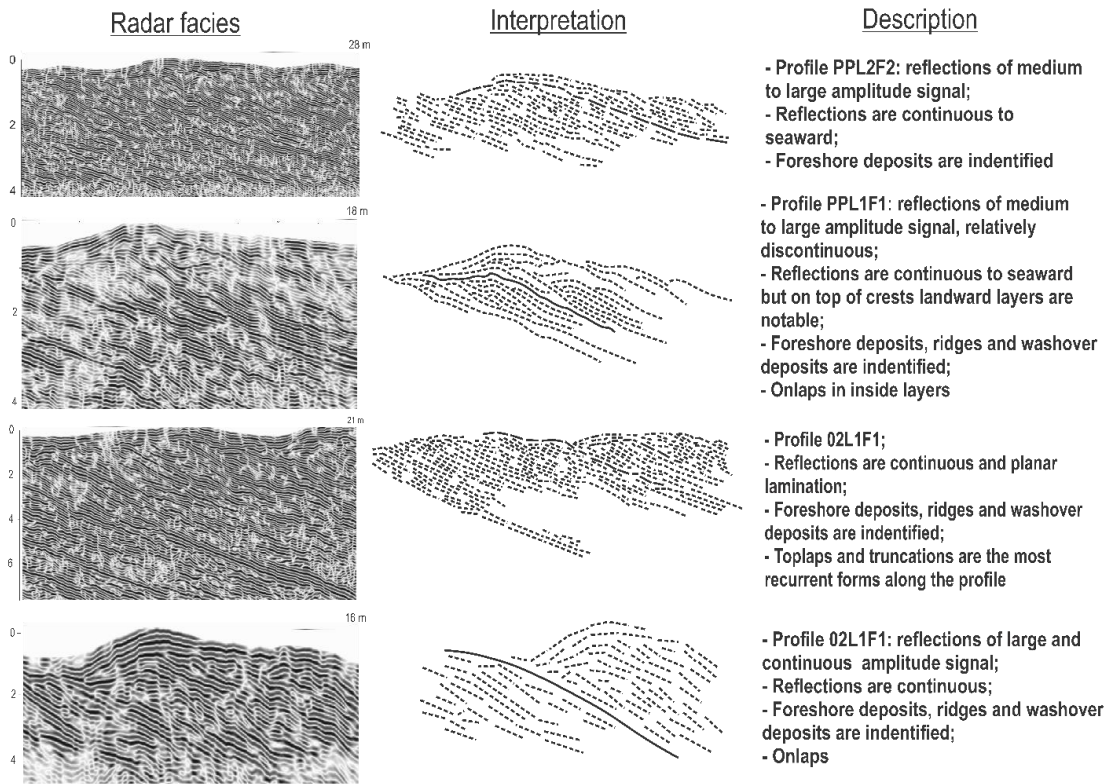 Radar facies
Interpretation
Description
28 m
0
2
4
- Profile PPL2F2: reflections of medium
to large amplitude signal;
- Reflections are continuous to
seaward;
- Foreshore deposits are indentified
18 m
0
2
4
- Profile PPL1F1: reflections of medium
to large amplitude signal, relatively
discontinuous;
- Reflections are continuous to seaward
but on top of crests landward layers are
notable;
- Foreshore deposits, ridges and washover
deposits are indentified;
- Onlaps in inside layers
21 m
0
2
4
6
- Profile 02L1F1;
- Reflections are continuous and planar
lamination;
- Foreshore deposits, ridges and washover
deposits are indentified;
- Toplaps and truncations are the most
recurrent forms along the profile
16 m
0
2
4
- Profile 02L1F1: reflections of large and
continuous amplitude signal;
- Reflections are continuous;
- Foreshore deposits, ridges and washover
deposits are indentified;
- Onlaps